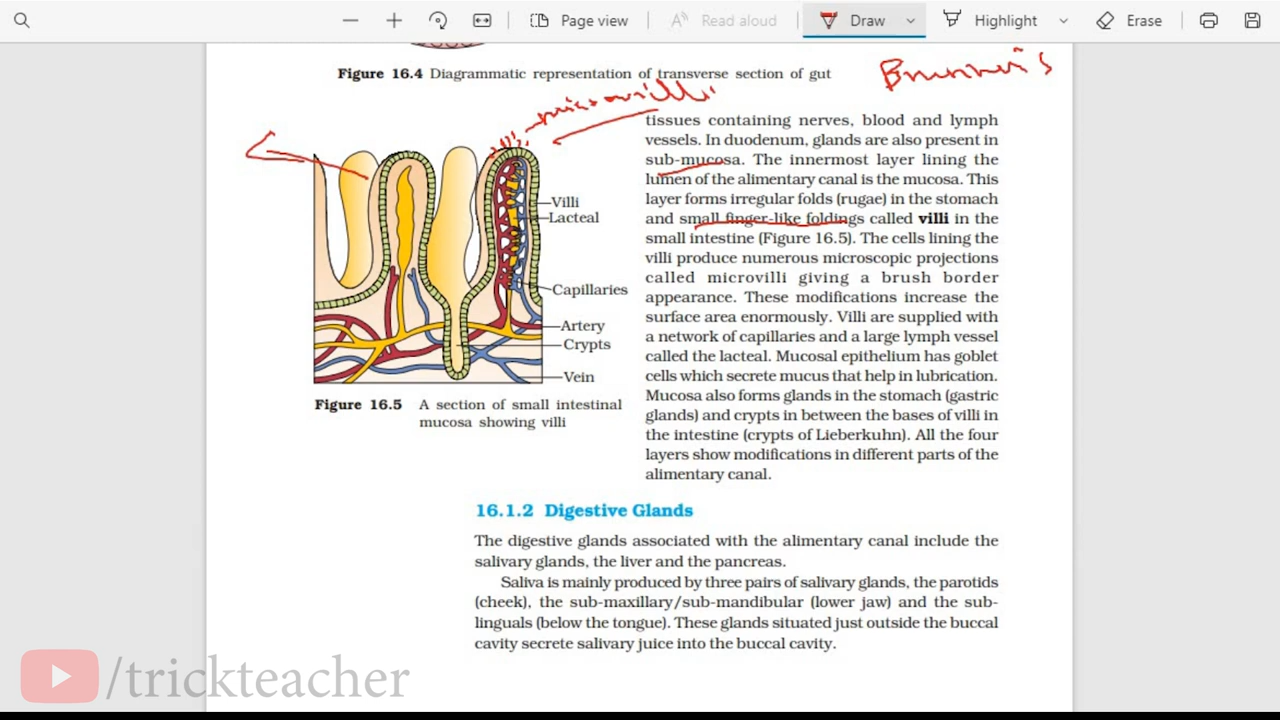 Page view
Read aloud
Draw
Highlight
Erase
Figure 16.4 Diagrammatic representation of transverse section of gut
Brunner's
microvilli
Villi
Lacteal
Capillaries
Artery
Crypts
Vein
Figure 16.5 A section of small intestinal
mucosa showing villi
tissues containing nerves, blood and lymph
vessels. In duodenum, glands are also present in
sub-mucosa. The innermost layer lining the
lumen of the alimentary canal is the mucosa. This
layer forms irregular folds (rugae) in the stomach
and small finger-like foldings called villi in the
small intestine (Figure 16.5). The cells lining the
villi produce numerous microscopic projections
called microvilli giving a brush border
appearance. These modifications increase the
surface area enormously. Villi are supplied with
a network of capillaries and a large lymph vessel
called the lacteal. Mucosal epithelium has goblet
cells which secrete mucus that help in lubrication.
Mucosa also forms glands in the stomach (gastric
glands) and crypts in between the bases of villi in
the intestine (crypts of Lieberkuhn). All the four
layers show modifications in different parts of the
alimentary canal.
16.1.2 Digestive Glands
The digestive glands associated with the alimentary canal include the
salivary glands, the liver and the pancreas.
Saliva is mainly produced by three pairs of salivary glands, the parotids
(cheek), the sub-maxillary/sub-mandibular (lower jaw) and the sub-
linguals (below the tongue). These glands situated just outside the buccal
cavity secrete salivary juice into the buccal cavity.
/trickteacher